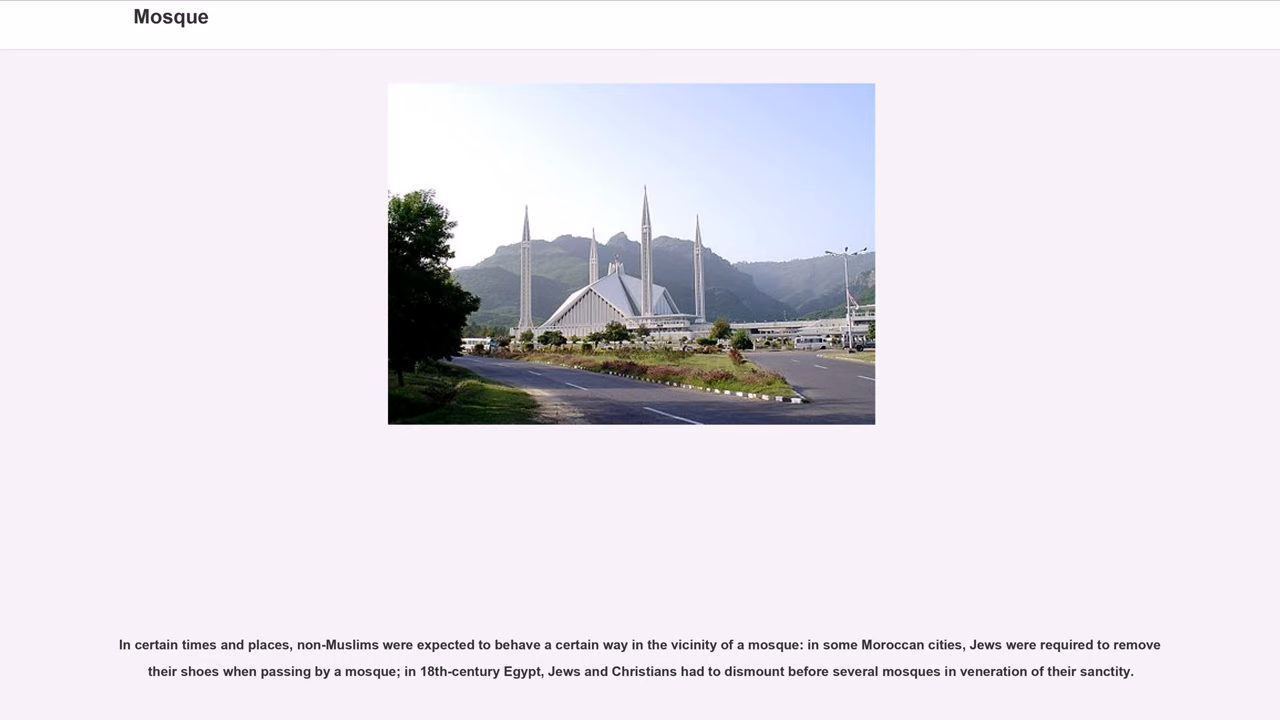 Mosque
In certain times and places, non-Muslims were expected to behave a certain way in the vicinity of a mosque: in some Moroccan cities, Jews were required to remove
their shoes when passing by a mosque; in 18th-century Egypt, Jews and Christians had to dismount before several mosques in veneration of their sanctity.